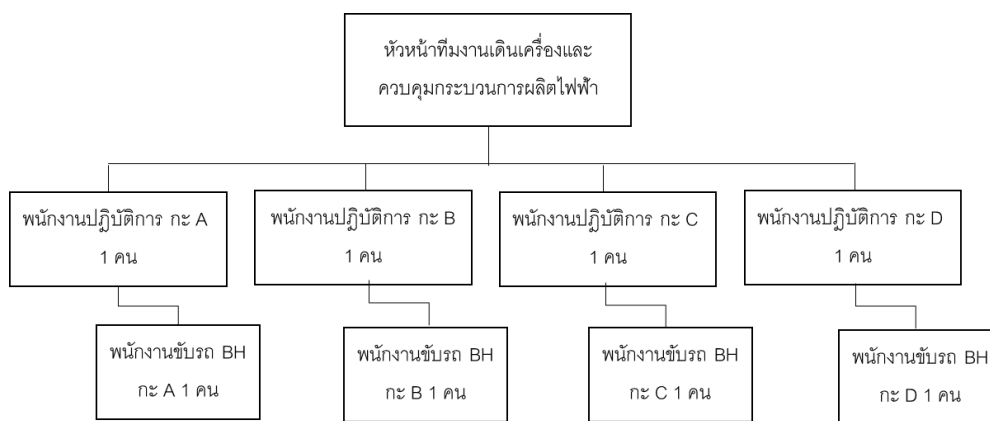 หัวหน้าทีมงานเดินเครื่องและ
ควบคุมกระบวนการผลิตไฟฟ้า
พนักงานปฏิบัติการ กะ A
1 คน
พนักงานปฏิบัติการ กะ B
1 คน
พนักงานปฏิบัติการ กะ C
1 คน
พนักงานปฏิบัติการ กะ D
1 คน
พนักงานขับรถ BH
กะ A 1 คน
พนักงานขับรถ BH
กะ B 1 คน
พนักงานขับรถ BH
กะ C 1 คน
พนักงานขับรถ BH
กะ D 1 คน